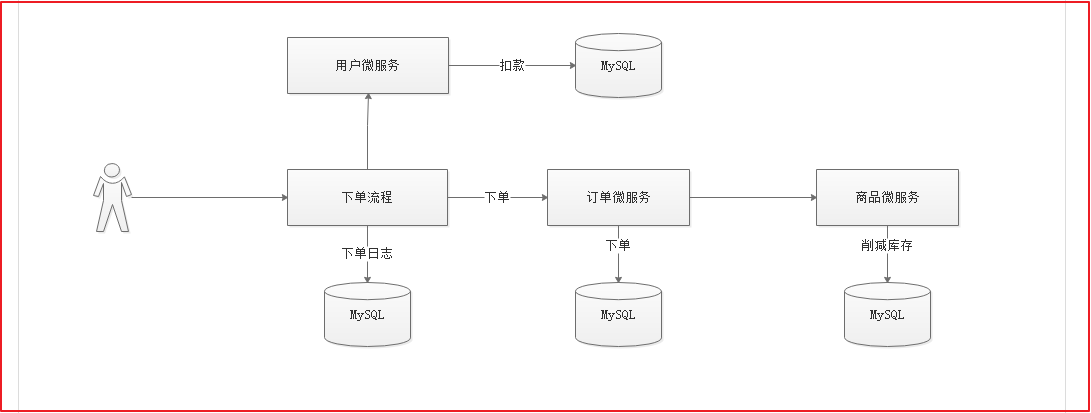 用户微服务
扣款
MySQL
下单流程
下单
订单微服务
商品微服务
下单日志
下单
削减库存
MySQL
MySQL
MySQL